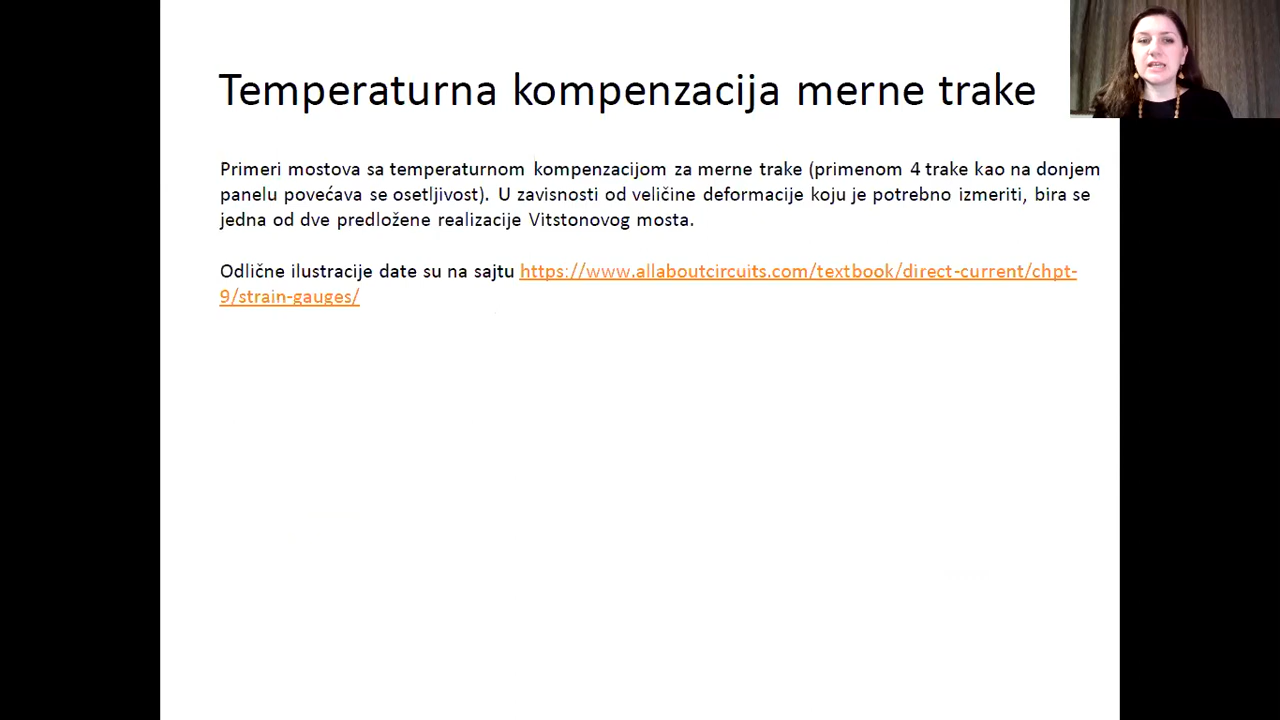 Temperaturna kompenzacija merne trake
Primeri mostova sa temperaturnom kompenzacijom za merne trake (primenom 4 trake kao na donjem
panelu povećava se osetljivost). U zavisnosti od veličine deformacije koju je potrebno izmeriti, bira se
jedna od dve predložene realizacije Vitstonovog mosta.
Odlične ilustracije date su na sajtu https://www.allaboutcircuits.com/textbook/direct-current/chpt-
9/strain-gauges/